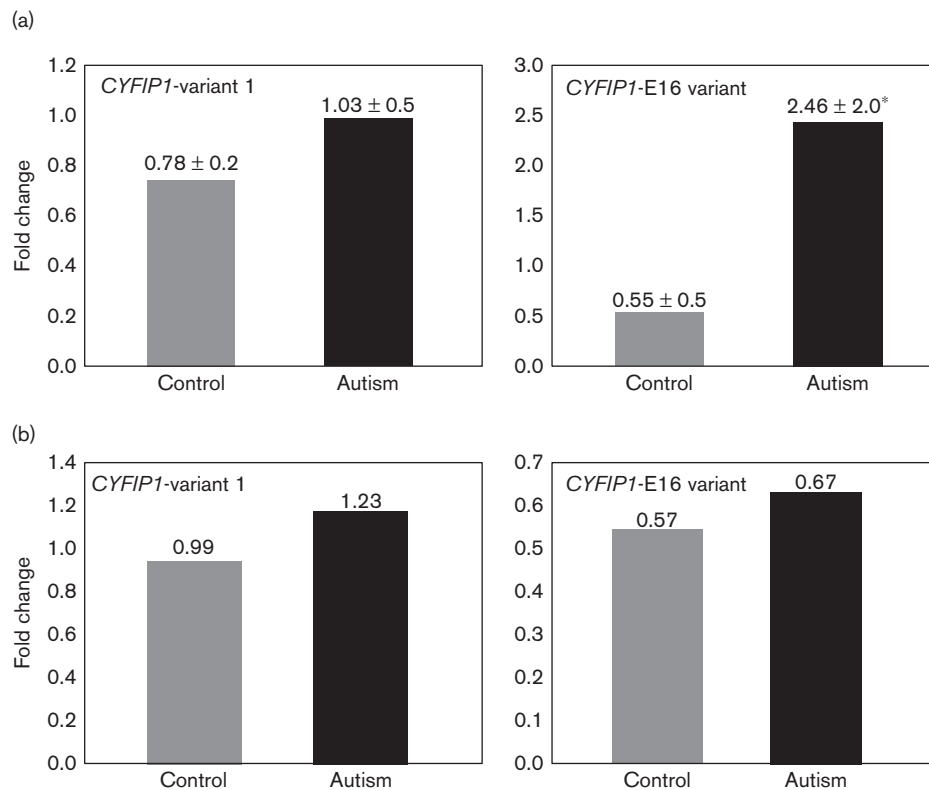 (a)
CYFIP1-variant 1
Fold change
1.2
1.0
0.8
0.6
0.4
0.2
0.0
0.78 ± 0.2
1.03 ± 0.5
Control
Autism
CYFIP1-E16 variant
3.0
2.5
2.0
1.5
1.0
0.5
0.0
0.55 ± 0.5
2.46 ± 2.0*
Control
Autism
(b)
CYFIP1-variant 1
Fold change
1.4
1.2
1.0
0.8
0.6
0.4
0.2
0.0
0.99
1.23
Control
Autism
CYFIP1-E16 variant
0.7
0.6
0.5
0.4
0.3
0.2
0.1
0.0
0.57
0.67
Control
Autism